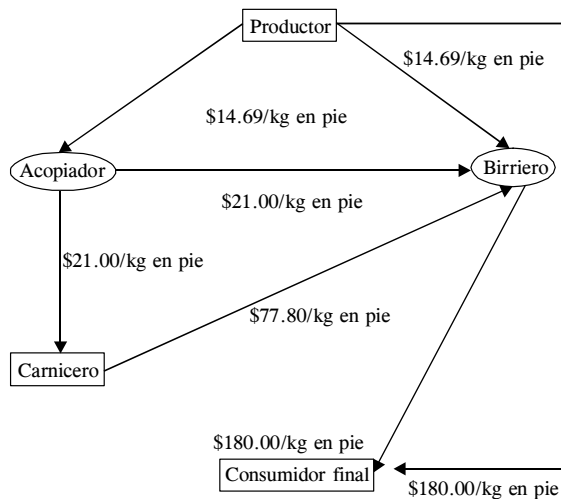 Productor
$14.69/kg en pie
$14.69/kg en pie
Acopiador
Birriero
$21.00/kg en pie
$21.00/kg en pie
$77.80/kg en pie
Carnicero
$180.00/kg en pie
Consumidor final
$180.00/kg en pie